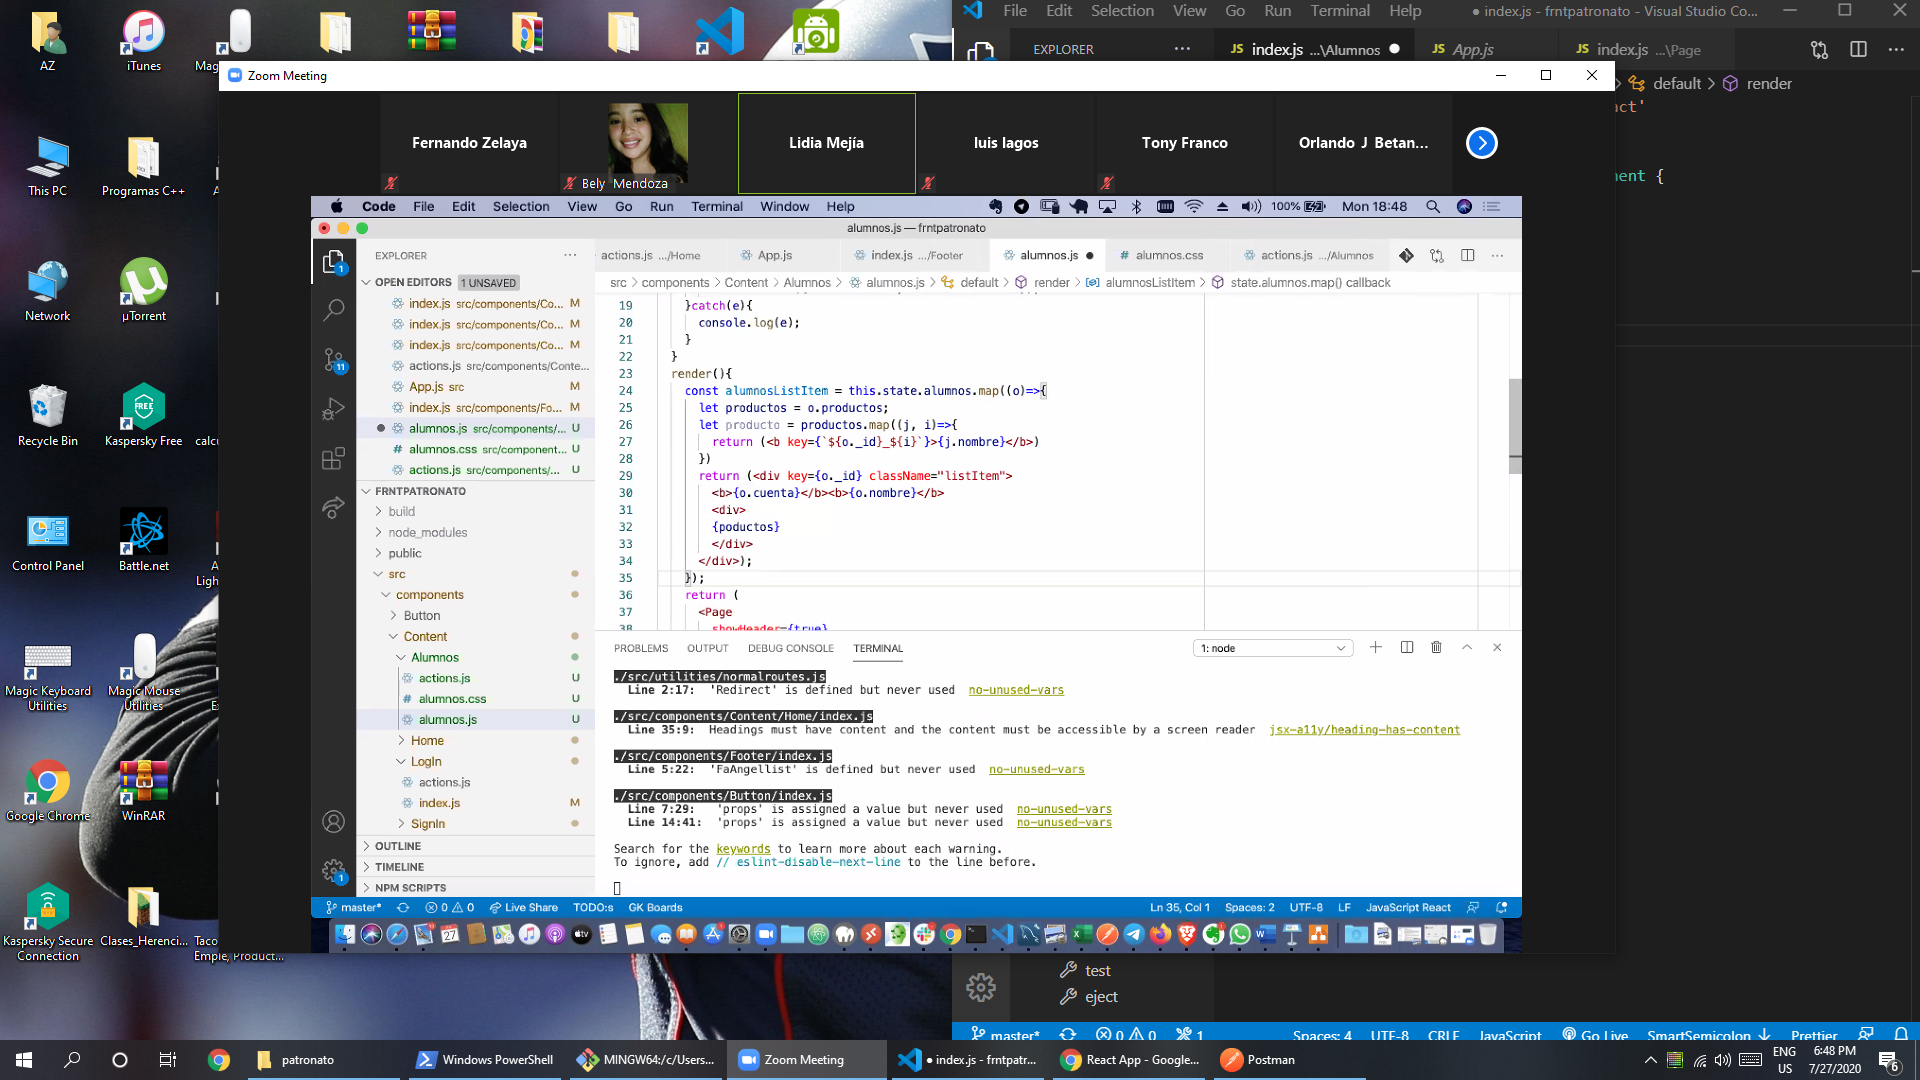 AZ
iTunes
Mag
This PC
Programas C++
Network
µTorrent
Recycle Bin
Kaspersky Free
calcu
Control Panel
Battle.net
Magic Keyboard
Utilities
Magic Mouse
Utilities
Google Chrome
WinRAR
Kaspersky Secure
Connection
Clases_Herenci...
Emple, Product...
File Edit Selection View Go Run Terminal Help
● index.js - frntpatronato - Visual Studio Co...
EXPLORER
JS index.js ...\Alumnos
JS App.js
JS index.js ...\Page
default > render
act'
nent {
Zoom Meeting
Fernando Zelaya
Bely Mendoza
Lidia Mejía
luis lagos
Tony Franco
Orlando J Betan...
Code File Edit Selection View Go Run Terminal Window Help
100%
Mon 18:48
alumnos.js — frntpatronato
EXPLORER
actions.js .../Home
App.js
index.js .../Footer
alumnos.js
# alumnos.css
actions.js .../Alumnos
src > components > Content > Alumnos > alumnos.js > default > render > alumnosListItem > state.alumnos.map() callback
OPEN EDITORS 1 UNSAVED
index.js src/components/Co... M
index.js src/components/Co... M
index.js src/components/Co... M
actions.js src/components/Conte...
App.js src M
index.js src/components/Fo... M
alumnos.js src/components/... U
# alumnos.css src/component... U
actions.js src/components/... U
FRNTPATRONATO
build
node_modules
public
src
components
Button
Content
Alumnos
actions.js U
# alumnos.css U
alumnos.js U
Home
LogIn
actions.js
index.js M
SignIn
OUTLINE
TIMELINE
NPM SCRIPTS
19 }catch(e){
20 console.log(e);
21 }
22 }
23 render(){
24 const alumnosListItem = this.state.alumnos.map((o)=>{
25 let productos = o.productos;
26 let producto = productos.map((j, i)=>{
27 return (<b key={`${o._id}_${i}`}>{j.nombre}</b>)
28 })
29 return (<div key={o._id} className="listItem">
30 <b>{o.cuenta}</b><b>{o.nombre}</b>
31 <div>
32 {poductos}
33 </div>
34 </div>);
35 });
36 return (
37 <Page
38 showHeader={true}
PROBLEMS OUTPUT DEBUG CONSOLE TERMINAL
1: node
./src/utilities/normalroutes.js
Line 2:17: 'Redirect' is defined but never used no-unused-vars
./src/components/Content/Home/index.js
Line 35:9: Headings must have content and the content must be accessible by a screen reader jsx-a11y/heading-has-content
./src/components/Footer/index.js
Line 5:22: 'FaAngellist' is defined but never used no-unused-vars
./src/components/Button/index.js
Line 7:29: 'props' is assigned a value but never used no-unused-vars
Line 14:41: 'props' is assigned a value but never used no-unused-vars
Search for the keywords to learn more about each warning.
To ignore, add // eslint-disable-next-line to the line before.
master* 0 0 Live Share TODO:s GK Boards
Ln 35, Col 1 Spaces: 2 UTF-8 LF JavaScript React
test
eject
master* 0 0 1 Spaces: 4 UTF-8 CRLF JavaScript Go Live SmartSemicolon Prettier
patronato
Windows PowerShell
MINGW64:/c/Users...
Zoom Meeting
● index.js - frntpatr...
React App - Google...
Postman
ENG
US
6:48 PM
7/27/2020
6